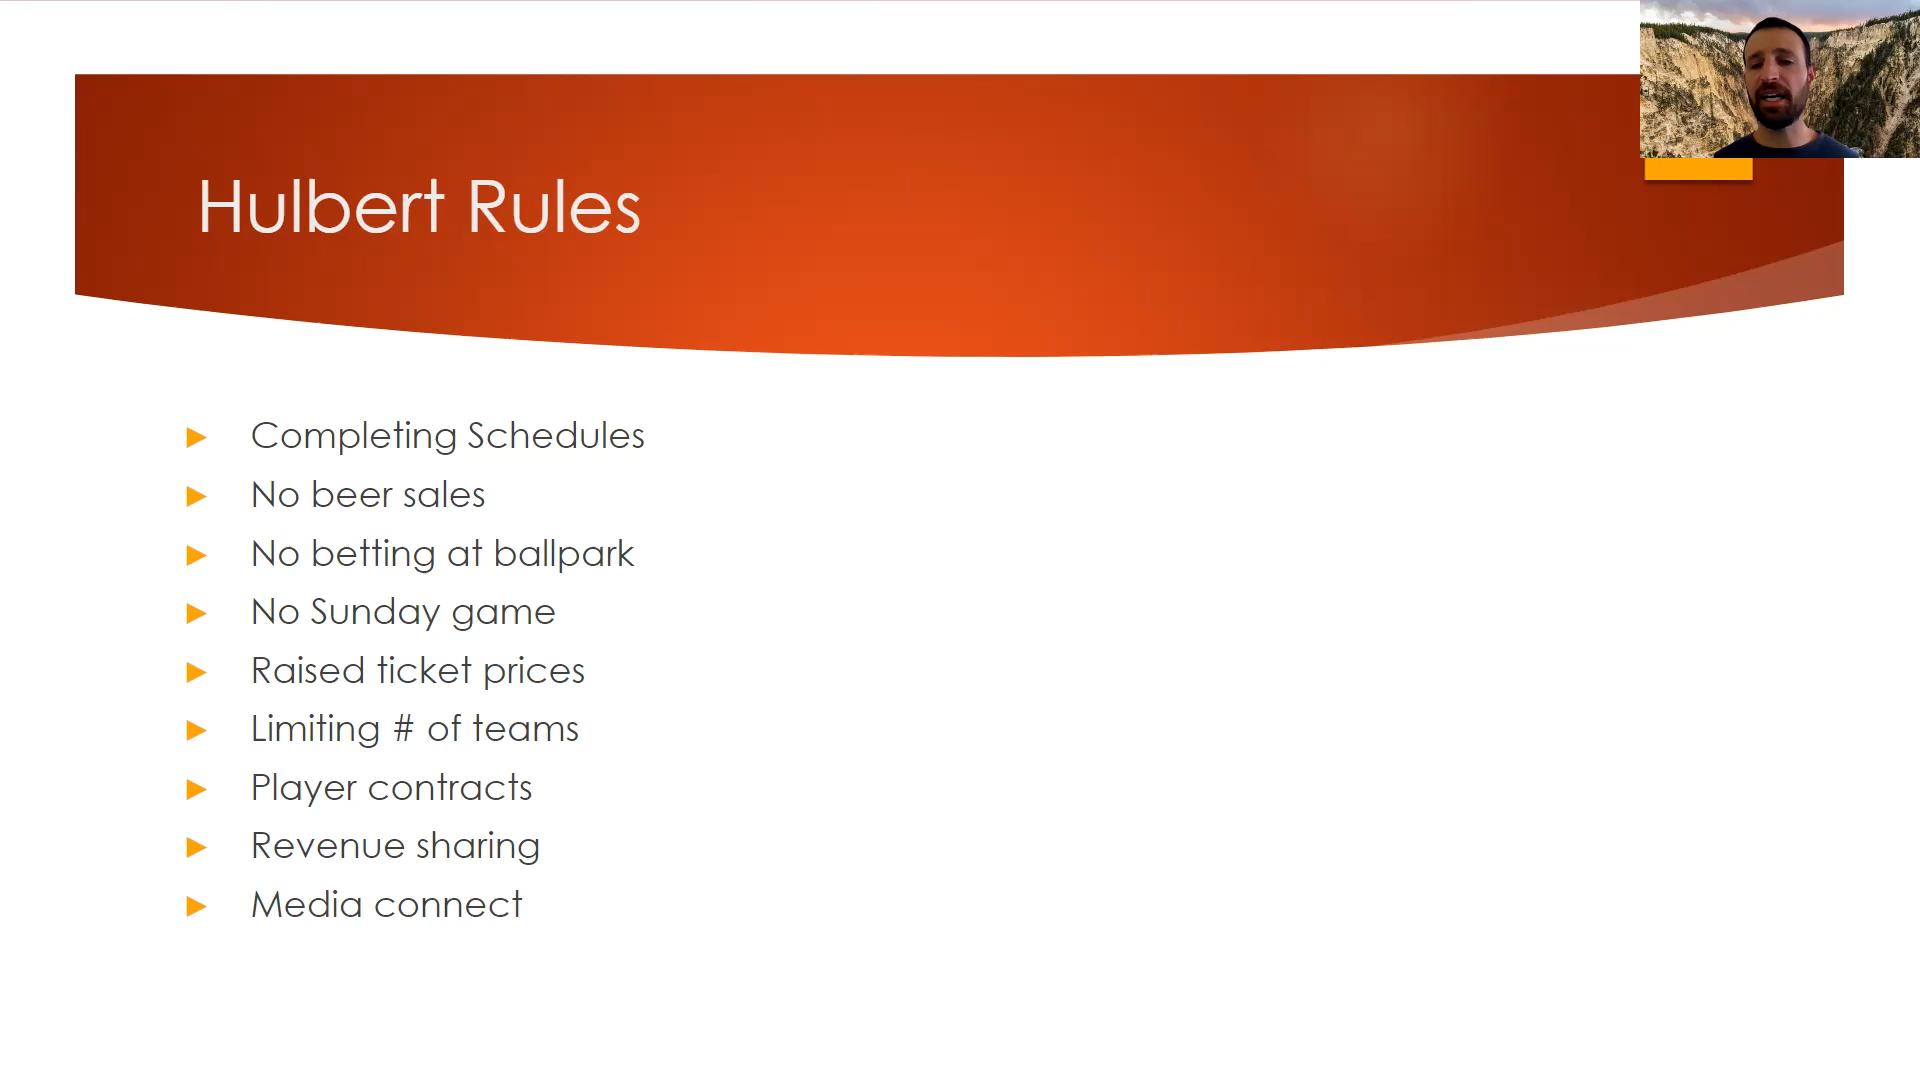 Hulbert Rules
Completing Schedules
No beer sales
No betting at ballpark
No Sunday game
Raised ticket prices
Limiting # of teams
Player contracts
Revenue sharing
Media connect